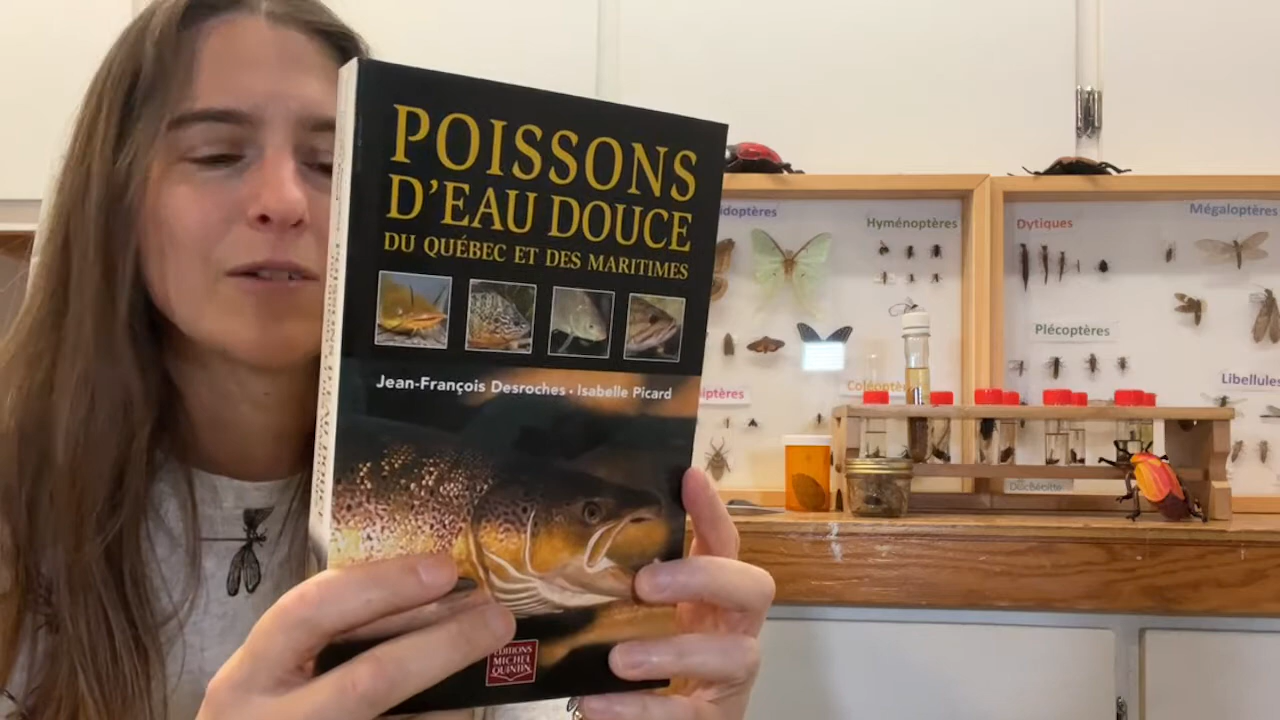 POISSONS
D'EAU DOUCE
DU QUÉBEC ET DES MARITIMES
Jean-François Desroches • Isabelle Picard
ÉDITIONS
MICHEL
QUINTIN
Hyménoptères
Dytiques
Mégaloptères
Plécoptères
Libellules